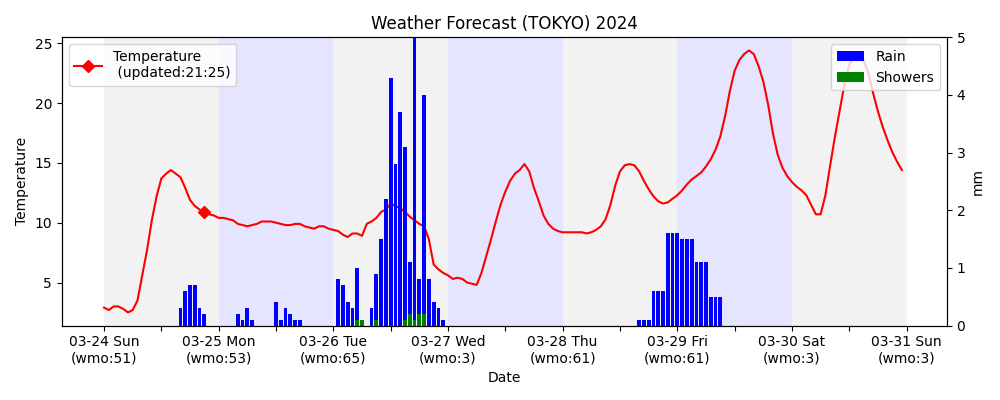 Weather Forecast (TOKYO) 2024
Temperature
(updated:21:25)
Rain
Showers
25
20
15
10
5
Temperature
5
4
3
2
1
0
mm
03-24 Sun
(wmo:51)
03-25 Mon
(wmo:53)
03-26 Tue
(wmo:65)
03-27 Wed
(wmo:3)
03-28 Thu
(wmo:61)
03-29 Fri
(wmo:61)
03-30 Sat
(wmo:3)
03-31 Sun
(wmo:3)
Date